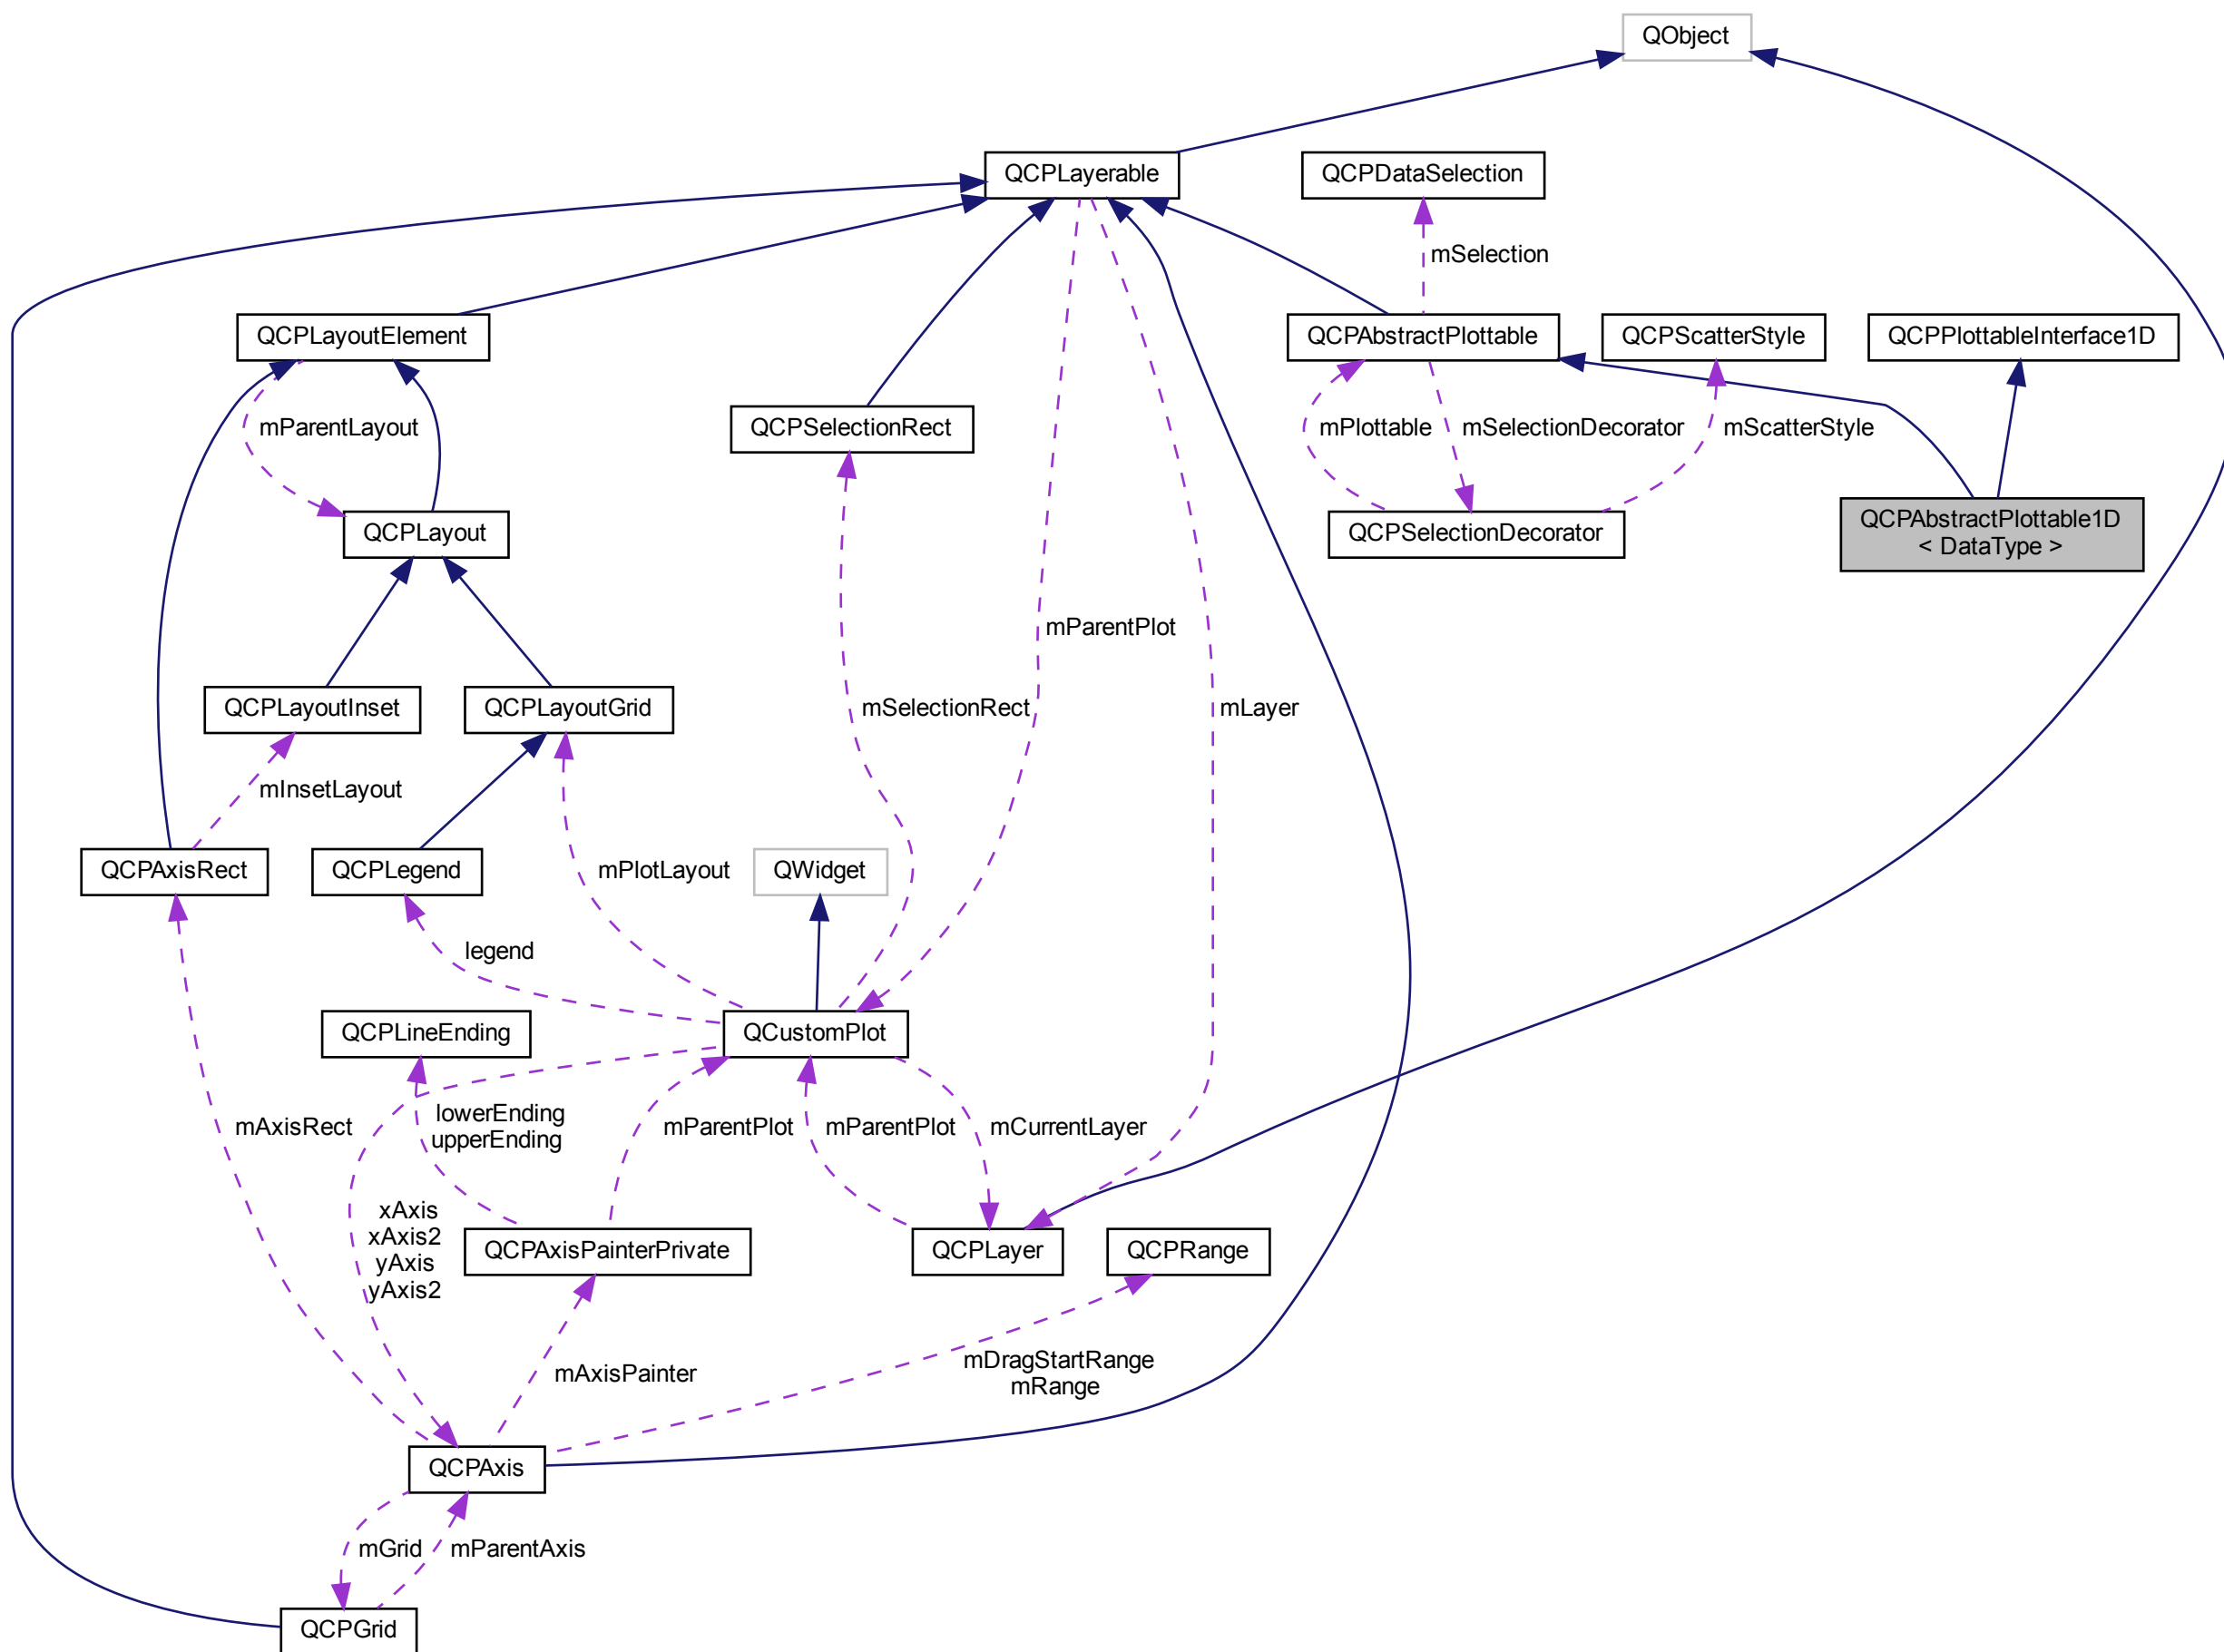 QObject
QCPLayerable
QCPDataSelection
mSelection
QCPLayoutElement
QCPAbstractPlottable
QCPScatterStyle
QCPPlottableInterface1D
mParentLayout
QCPSelectionRect
mPlottable
mSelectionDecorator
mScatterStyle
QCPLayout
QCPSelectionDecorator
QCPAbstractPlottable1D
< DataType >
mParentPlot
QCPLayoutInset
QCPLayoutGrid
mSelectionRect
mLayer
mInsetLayout
QCPAxisRect
QCPLegend
mPlotLayout
QWidget
legend
QCPLineEnding
QCustomPlot
mAxisRect
lowerEnding
upperEnding
mParentPlot
mParentPlot
mCurrentLayer
xAxis
xAxis2
yAxis
yAxis2
QCPAxisPainterPrivate
QCPLayer
QCPRange
mAxisPainter
mDragStartRange
mRange
QCPAxis
mGrid
mParentAxis
QCPGrid